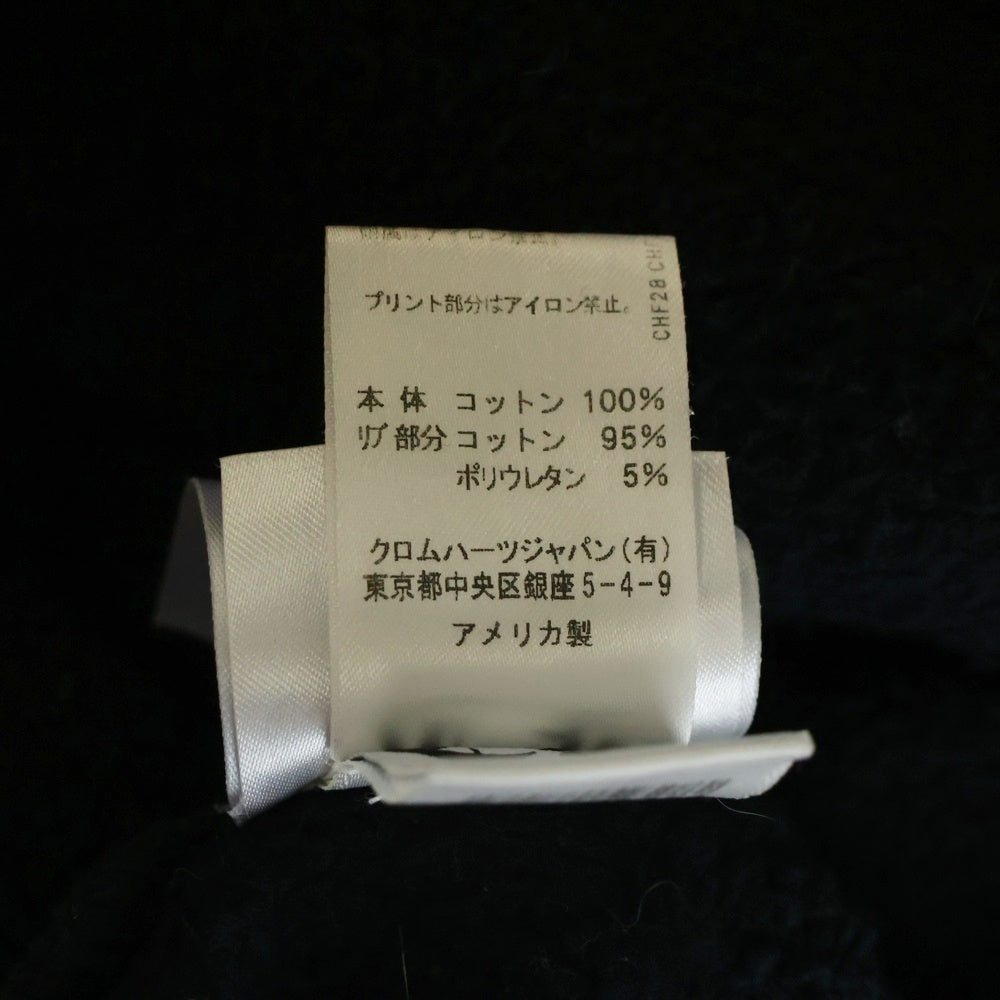 プリント部分はアイロン禁止。
CHF28 CHF
本体 コットン 100%
リブ部分 コットン 95%
ポリウレタン 5%
クロムハーツジャパン(有)
東京都中央区銀座5-4-9
アメリカ製